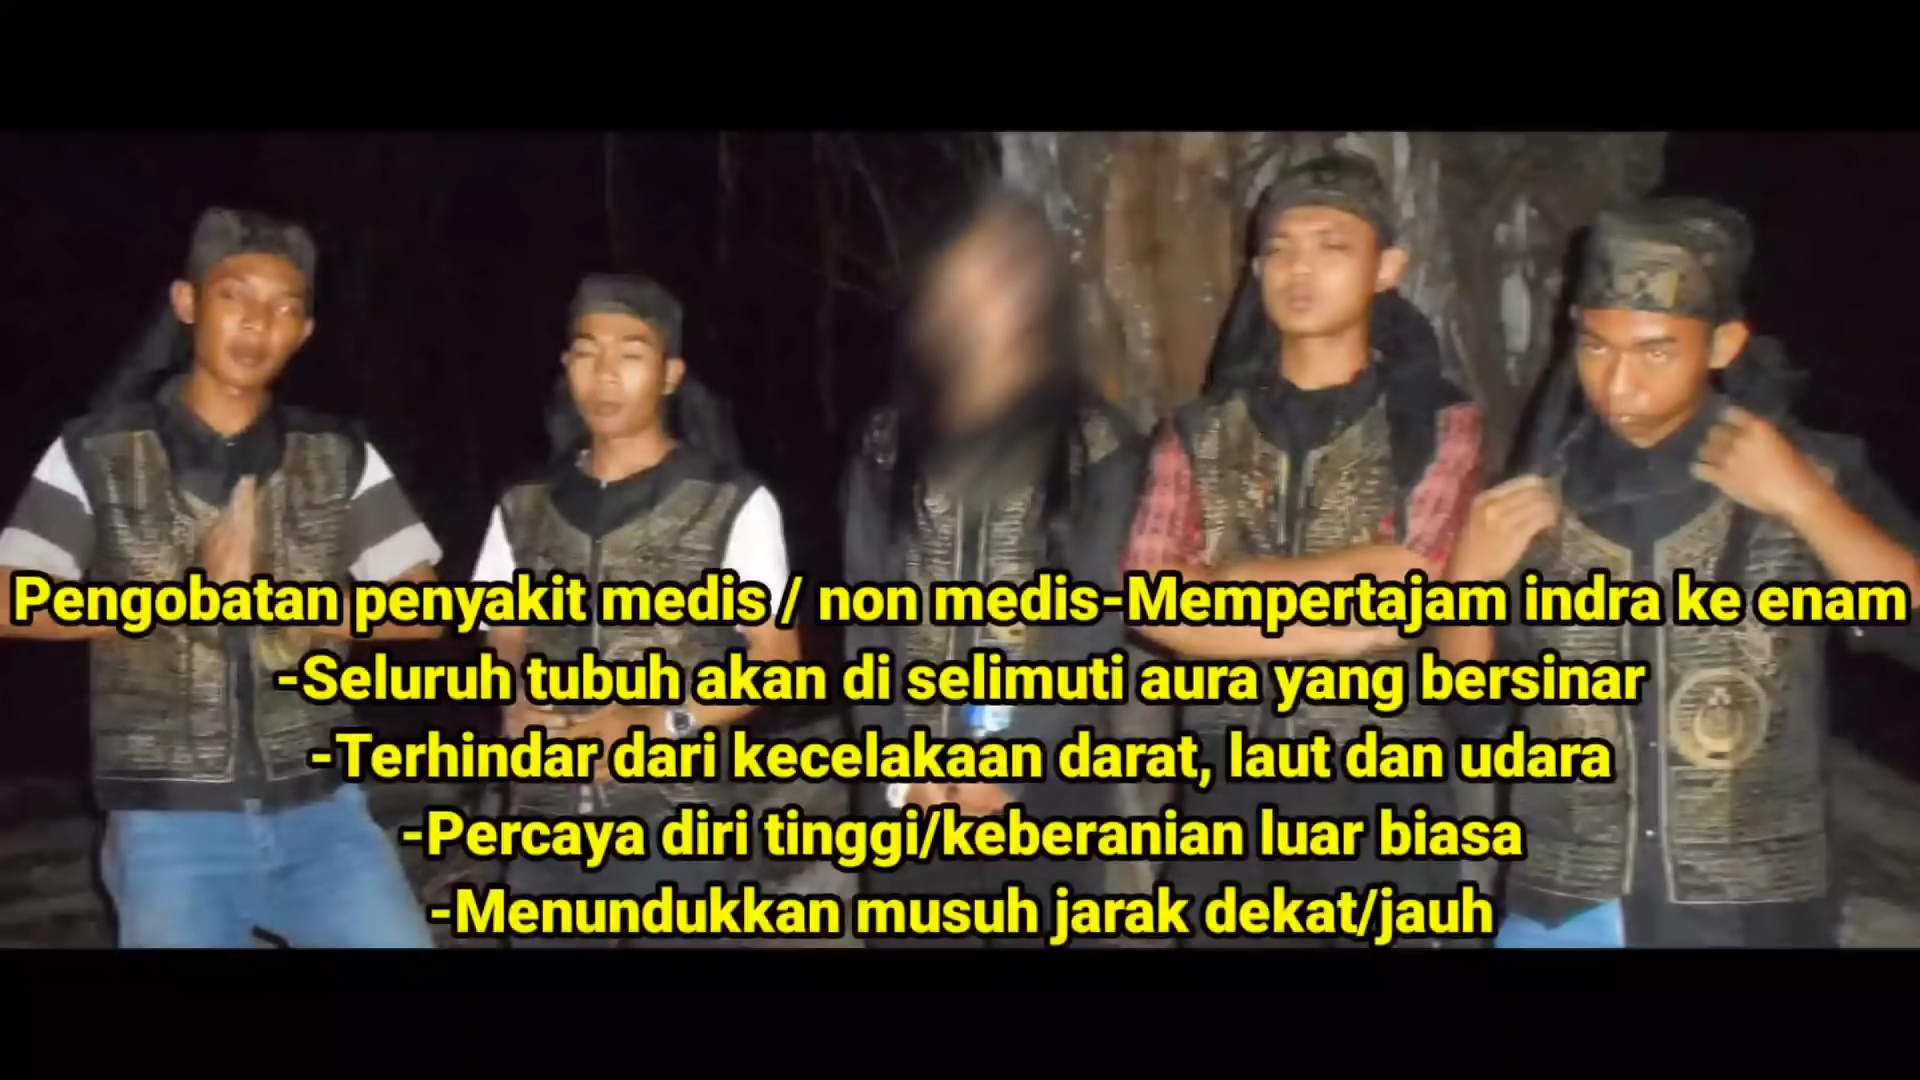 Pengobatan penyakit medis / non medis-Mempertajam indra ke enam
-Seluruh tubuh akan di selimuti aura yang bersinar
-Terhindar dari kecelakaan darat, laut dan udara
-Percaya diri tinggi/keberanian luar biasa
-Menundukkan musuh jarak dekat/jauh